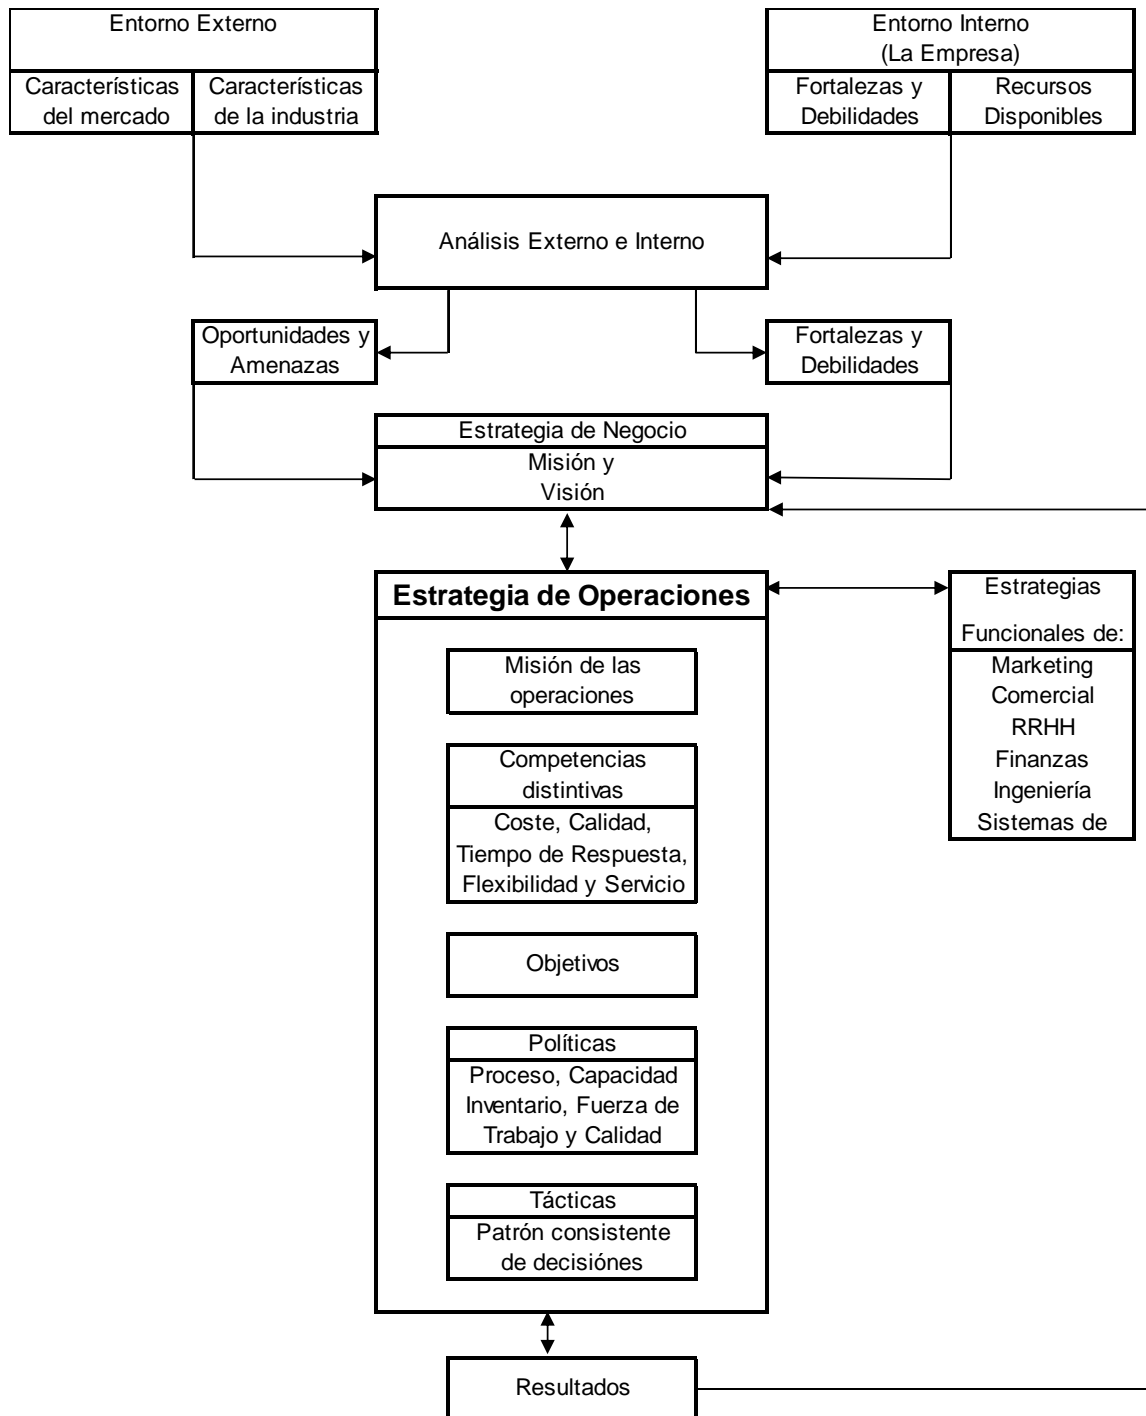 Entorno Externo
Características
del mercado
Características
de la industria
Entorno Interno
(La Empresa)
Fortalezas y
Debilidades
Recursos
Disponibles
Análisis Externo e Interno
Oportunidades y
Amenazas
Fortalezas y
Debilidades
Estrategia de Negocio
Misión y
Visión
Estrategia de Operaciones
Misión de las
operaciones
Competencias
distintivas
Coste, Calidad,
Tiempo de Respuesta,
Flexibilidad y Servicio
Objetivos
Políticas
Proceso, Capacidad
Inventario, Fuerza de
Trabajo y Calidad
Tácticas
Patrón consistente
de decisiónes
Estrategias
Funcionales de:
Marketing
Comercial
RRHH
Finanzas
Ingeniería
Sistemas de
Resultados